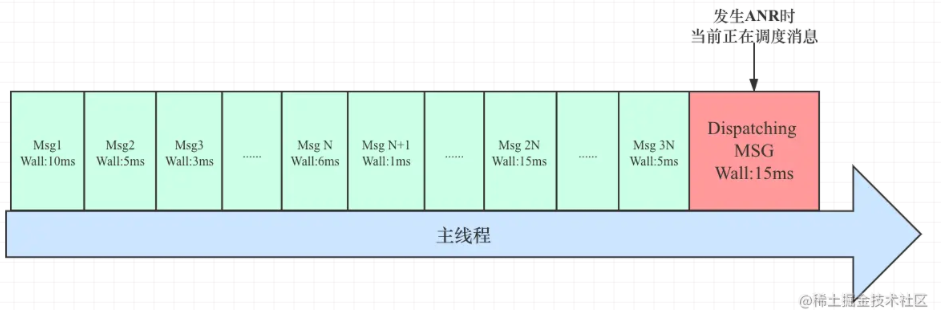 发生ANR时
当前正在调度消息
Msg1
Wall:10ms
Msg2
Wall:5ms
Msg3
Wall:3ms
......
Msg N
Wall:6ms
Msg N+1
Wall:1ms
......
Msg 2N
Wall:15ms
......
Msg 3N
Wall:5ms
Dispatching
MSG
Wall:15ms
主线程
@稀土掘金技术社区